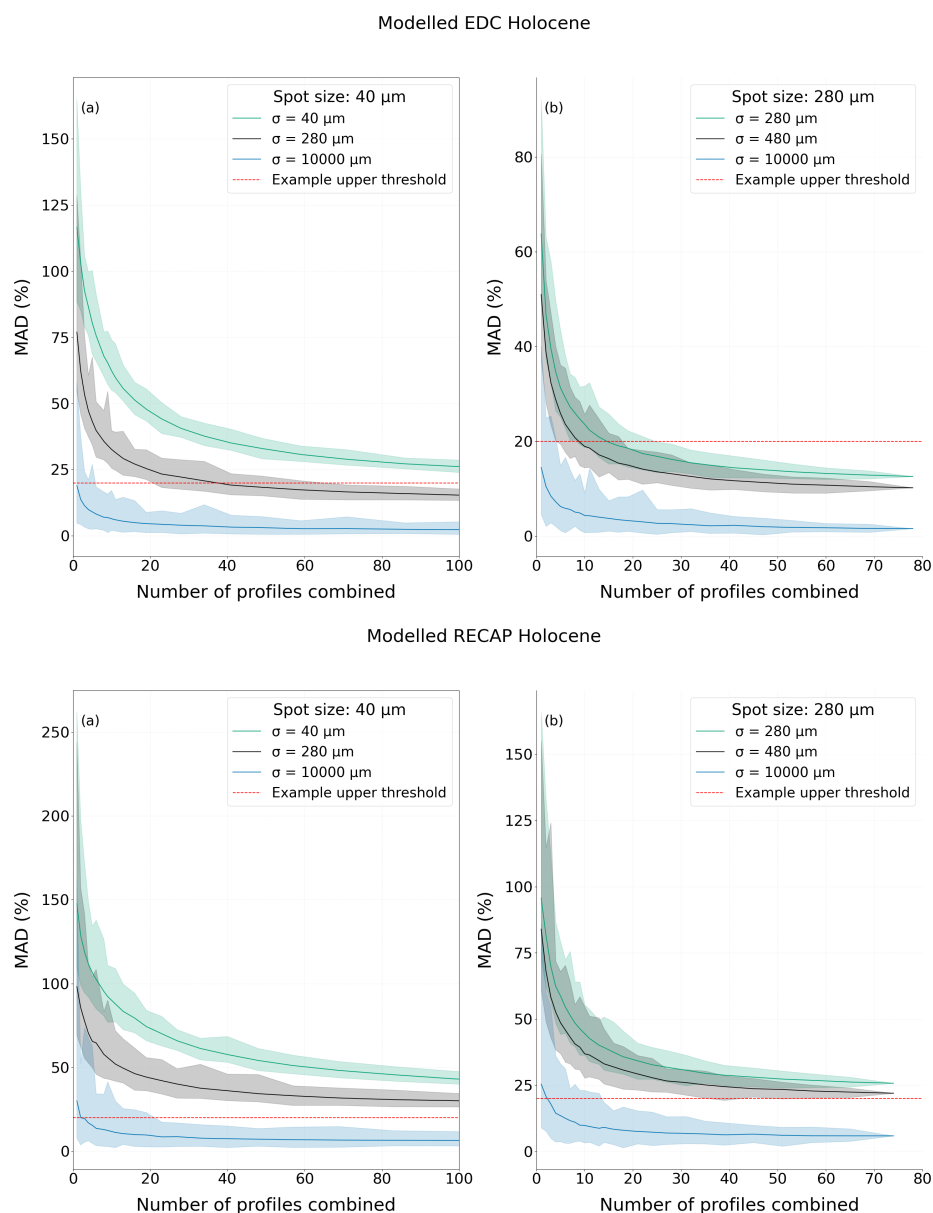 Modelled EDC Holocene
(a)
Spot size: 40 µm
σ = 40 µm
σ = 280 µm
σ = 10000 µm
Example upper threshold
MAD (%)
150
125
100
75
50
25
0
0 20 40 60 80 100
Number of profiles combined
(b)
Spot size: 280 µm
σ = 280 µm
σ = 480 µm
σ = 10000 µm
Example upper threshold
MAD (%)
80
60
40
20
0
0 10 20 30 40 50 60 70 80
Number of profiles combined
Modelled RECAP Holocene
(a)
Spot size: 40 µm
σ = 40 µm
σ = 280 µm
σ = 10000 µm
Example upper threshold
MAD (%)
250
200
150
100
50
0
0 20 40 60 80 100
Number of profiles combined
(b)
Spot size: 280 µm
σ = 280 µm
σ = 480 µm
σ = 10000 µm
Example upper threshold
MAD (%)
150
125
100
75
50
25
0
0 10 20 30 40 50 60 70 80
Number of profiles combined